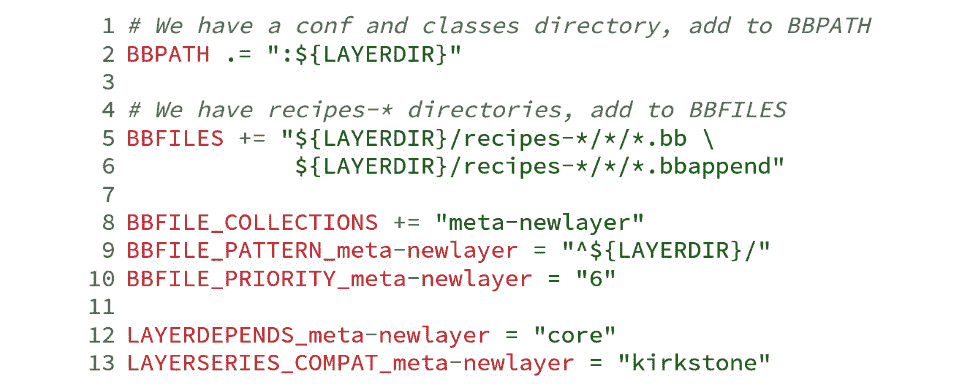 1 # We have a conf and classes directory, add to BBPATH
2 BBPATH .= ":${LAYERDIR}"
3
4 # We have recipes-* directories, add to BBFILES
5 BBFILES += "${LAYERDIR}/recipes-*/*/*.bb \
6             ${LAYERDIR}/recipes-*/*/*.bbappend"
7
8 BBFILE_COLLECTIONS += "meta-newlayer"
9 BBFILE_PATTERN_meta-newlayer = "^${LAYERDIR}/"
10 BBFILE_PRIORITY_meta-newlayer = "6"
11
12 LAYERDEPENDS_meta-newlayer = "core"
13 LAYERSERIES_COMPAT_meta-newlayer = "kirkstone"